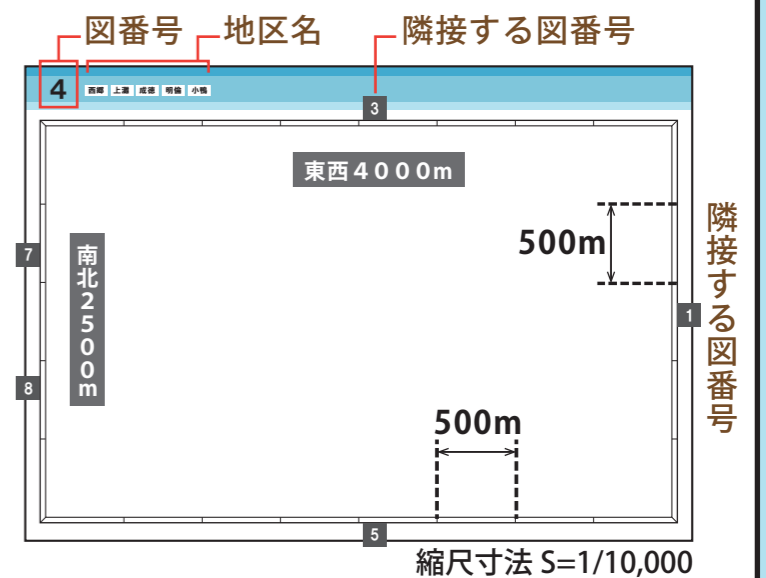 図番号 地区名 隣接する図番号
4 西郷 上灘 成徳 明倫 小鴨
3
東西4000m
500m
7
南北2500m
隣接する図番号
1
8
500m
5
縮尺寸法 S=1/10,000